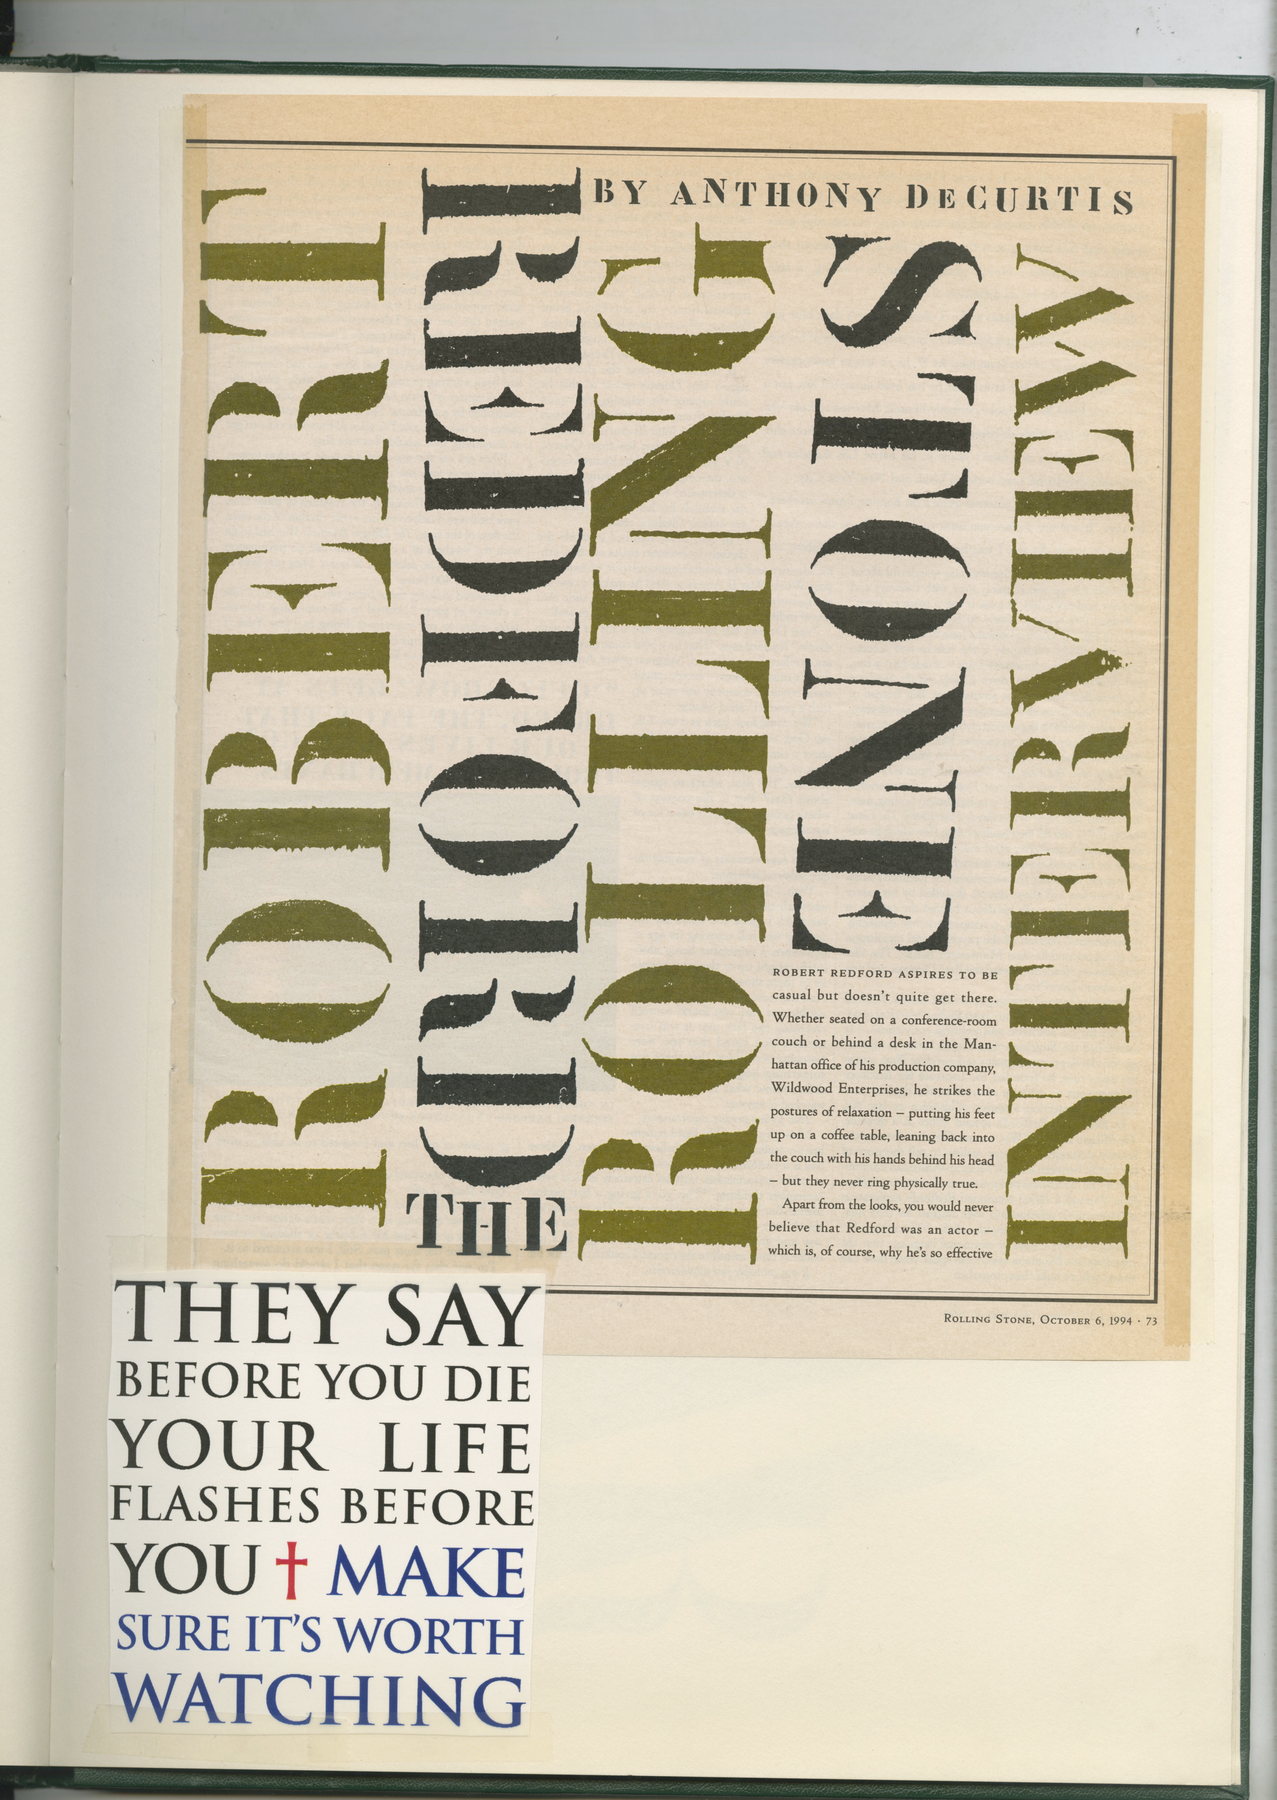 BY ANTHONY DECURTIS
ROBERT
REDFORD
THE
ROLLING
STONE
INTERVIEW
ROBERT REDFORD ASPIRES TO BE
casual but doesn't quite get there.
Whether seated on a conference-room
couch or behind a desk in the Man-
hattan office of his production company,
Wildwood Enterprises, he strikes the
postures of relaxation – putting his feet
up on a coffee table, leaning back into
the couch with his hands behind his head
– but they never ring physically true.
Apart from the looks, you would never
believe that Redford was an actor –
which is, of course, why he's so effective
ROLLING STONE, OCTOBER 6, 1994 · 73
THEY SAY
BEFORE YOU DIE
YOUR LIFE
FLASHES BEFORE
YOU † MAKE
SURE IT'S WORTH
WATCHING